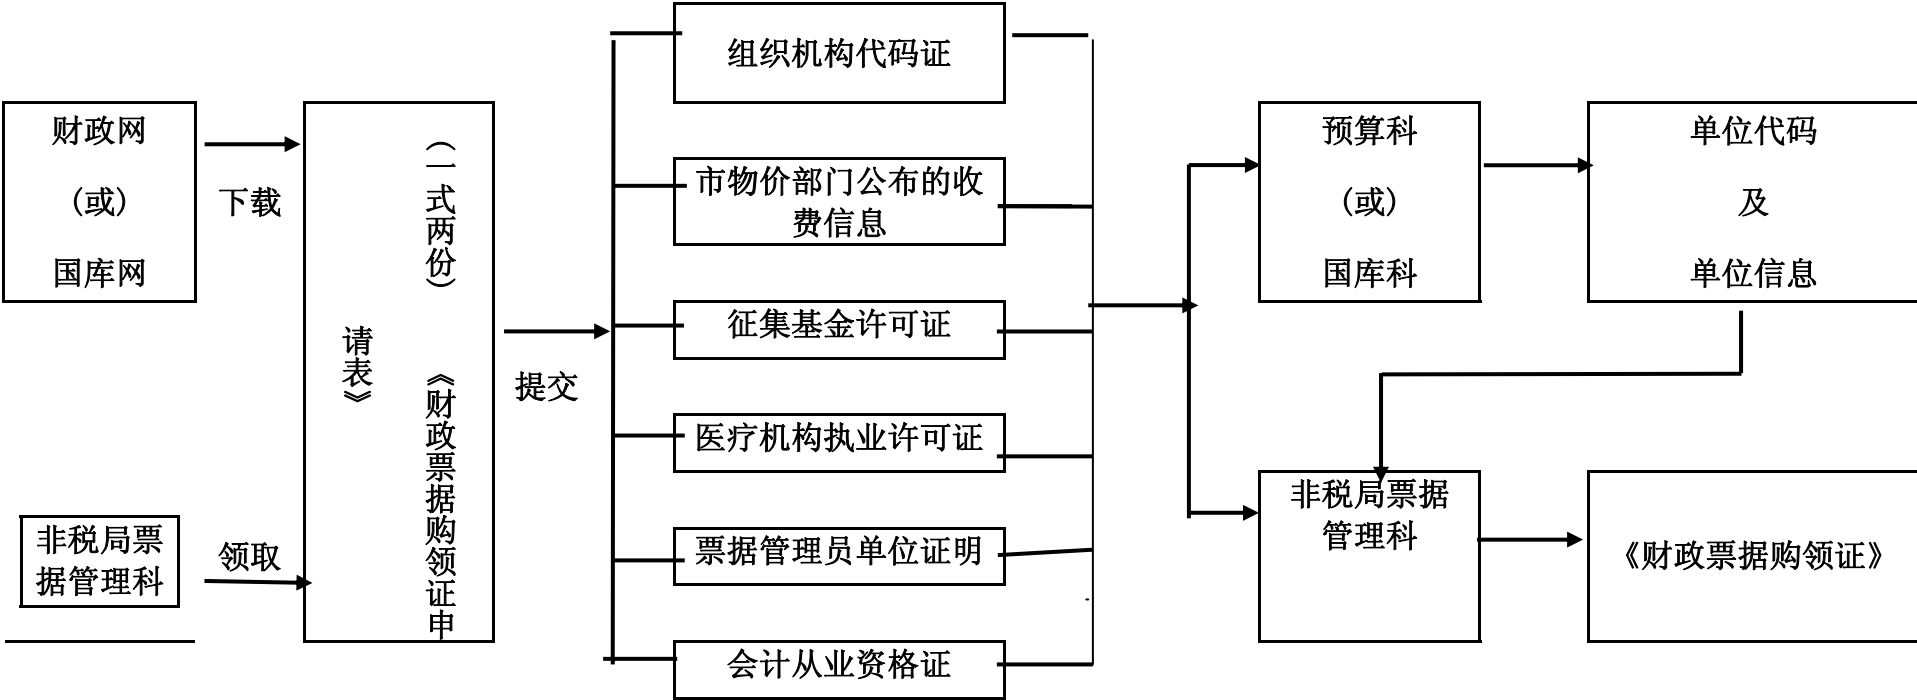 财政网
(或)
国库网
下载
非税局票
据管理科
领取
(一式两份) 《财政票据购领证申
请表》
提交
组织机构代码证
市物价部门公布的收
费信息
征集基金许可证
医疗机构执业许可证
票据管理员单位证明
会计从业资格证
预算科
(或)
国库科
单位代码
及
单位信息
非税局票据
管理科
《财政票据购领证》